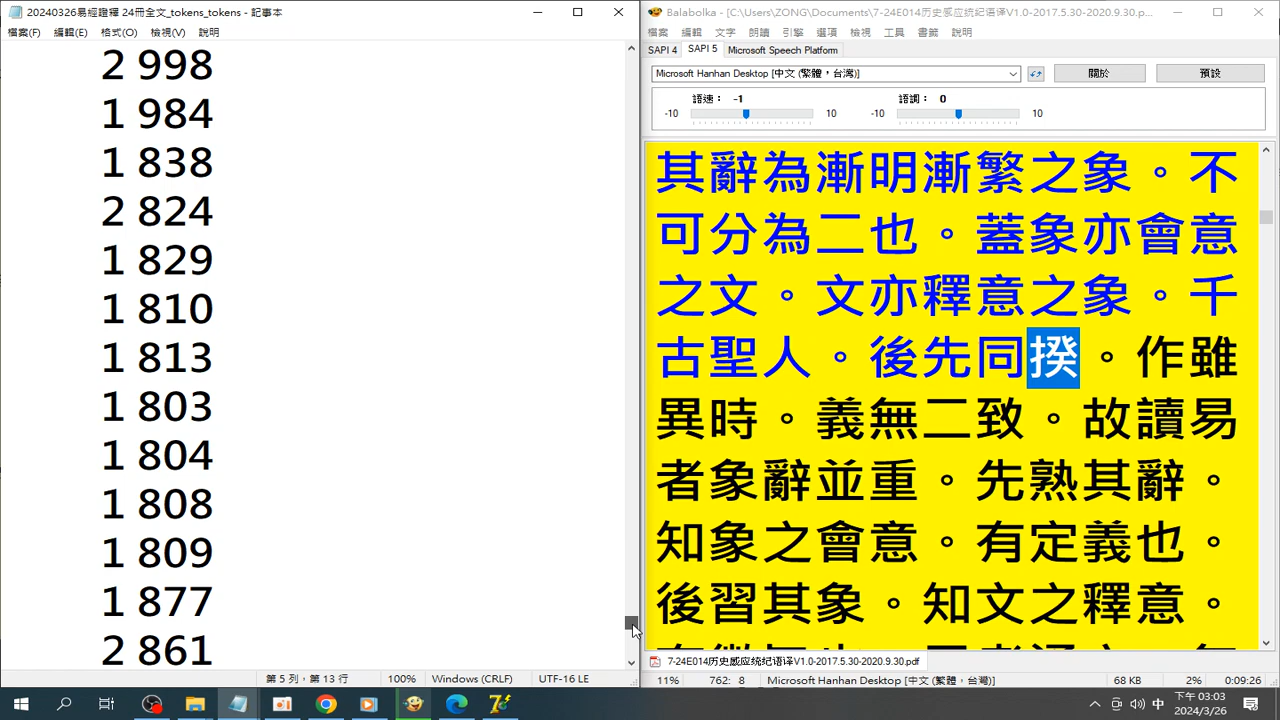 20240326易經證釋 24冊全文_tokens_tokens - 記事本
檔案(F) 編輯(E) 格式(O) 檢視(V) 說明
2 998
1 984
1 838
2 824
1 829
1 810
1 813
1 803
1 804
1 808
1 809
1 877
2 861
第 5 列，第 13 行 100% Windows (CRLF) UTF-16 LE
Balabolka - [C:\Users\ZONG\Documents\7-24E014历史感应统纪语译V1.0-2017.5.30-2020.9.30.p...
檔案 編輯 文字 朗讀 引擎 選項 檢視 工具 書籤 說明
SAPI 4 SAPI 5 Microsoft Speech Platform
Microsoft Hanhan Desktop [中文 (繁體，台灣)] 關於 預設
語速： -1 語調： 0
-10 10 -10 10
其辭為漸明漸繁之象。不
可分為二也。蓋象亦會意
之文。文亦釋意之象。千
古聖人。後先同揆。作雖
異時。義無二致。故讀易
者象辭並重。先熟其辭。
知象之會意。有定義也。
後習其象。知文之釋意。
7-24E014历史感应统纪语译V1.0-2017.5.30-2020.9.30.pdf
11% 762: 8 Microsoft Hanhan Desktop [中文 (繁體，台灣)] 68 KB 2% 0:09:26
中 下午 03:03
2024/3/26